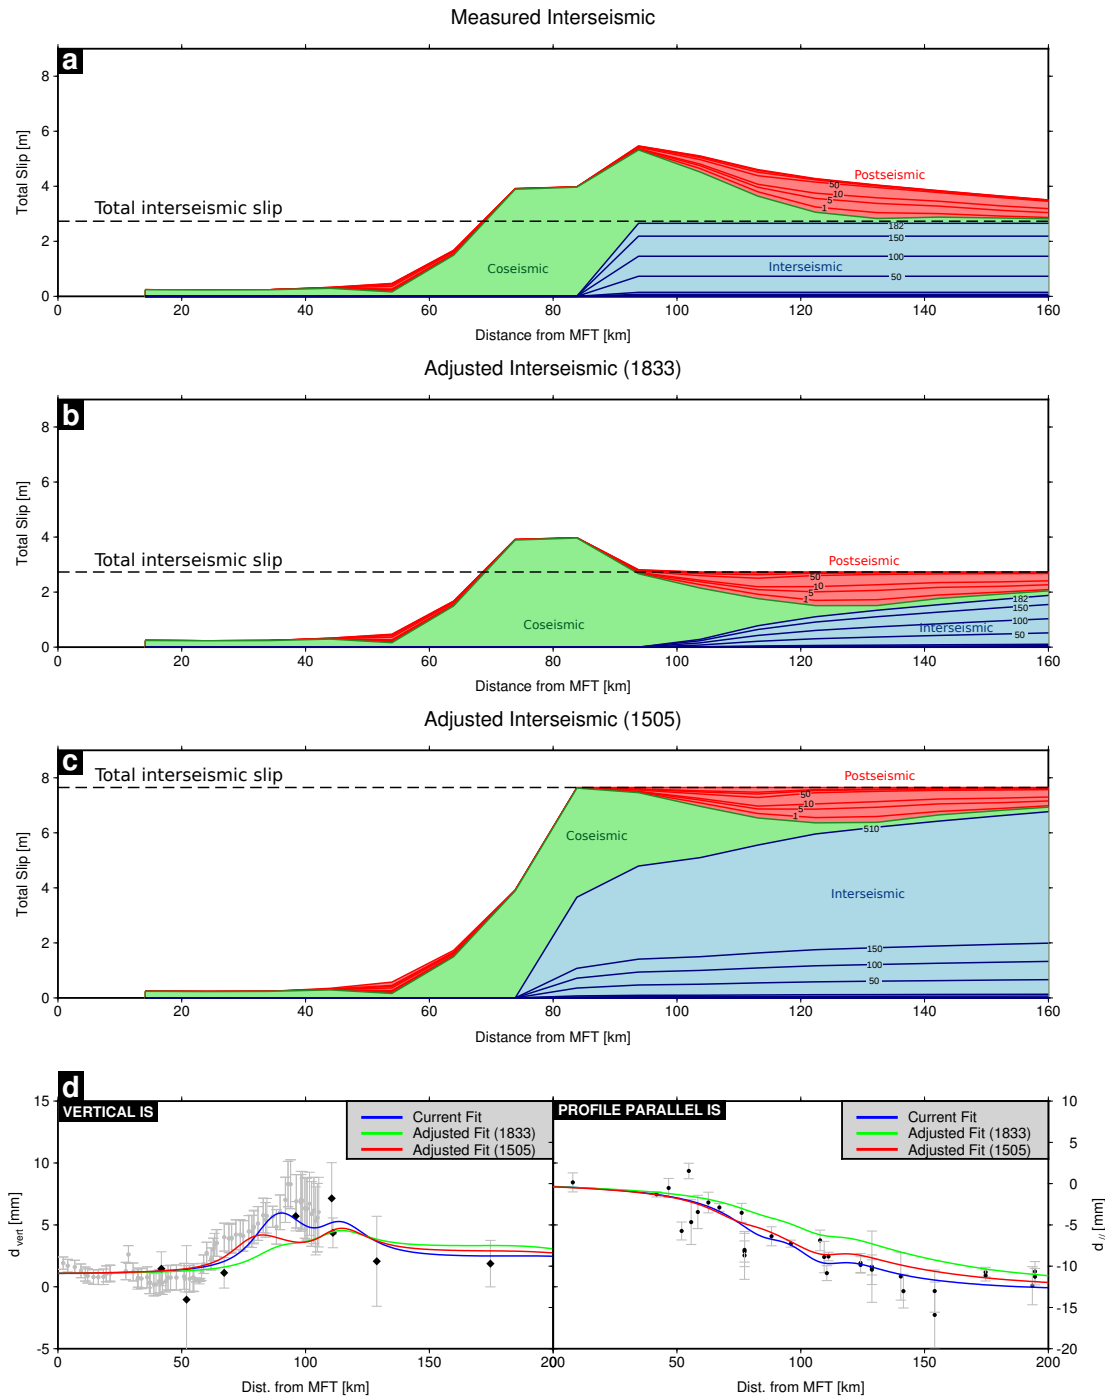 Measured Interseismic
a
Total Slip [m]
8
6
4
2
0
Total interseismic slip
Postseismic
50
10
5
1
Coseismic
Interseismic
182
150
100
50
0 20 40 60 80 100 120 140 160
Distance from MFT [km]
Adjusted Interseismic (1833)
b
Total Slip [m]
8
6
4
2
0
Total interseismic slip
Postseismic
50
10
5
1
Coseismic
Interseismic
182
150
100
50
0 20 40 60 80 100 120 140 160
Distance from MFT [km]
Adjusted Interseismic (1505)
c
Total Slip [m]
8
6
4
2
0
Total interseismic slip
Postseismic
50
10
5
1
Coseismic
510
Interseismic
150
100
50
0 20 40 60 80 100 120 140 160
Distance from MFT [km]
d
VERTICAL IS
Current Fit
Adjusted Fit (1833)
Adjusted Fit (1505)
d vert [mm]
15
10
5
0
-5
0 50 100 150 200
Dist. from MFT [km]
PROFILE PARALLEL IS
Current Fit
Adjusted Fit (1833)
Adjusted Fit (1505)
10
5
0
-5
-10
-15
-20
d // [mm]
0 50 100 150 200
Dist. from MFT [km]